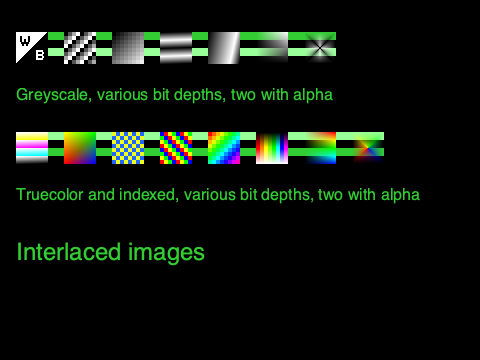 W
B
Greyscale, various bit depths, two with alpha
Truecolor and indexed, various bit depths, two with alpha
Interlaced images